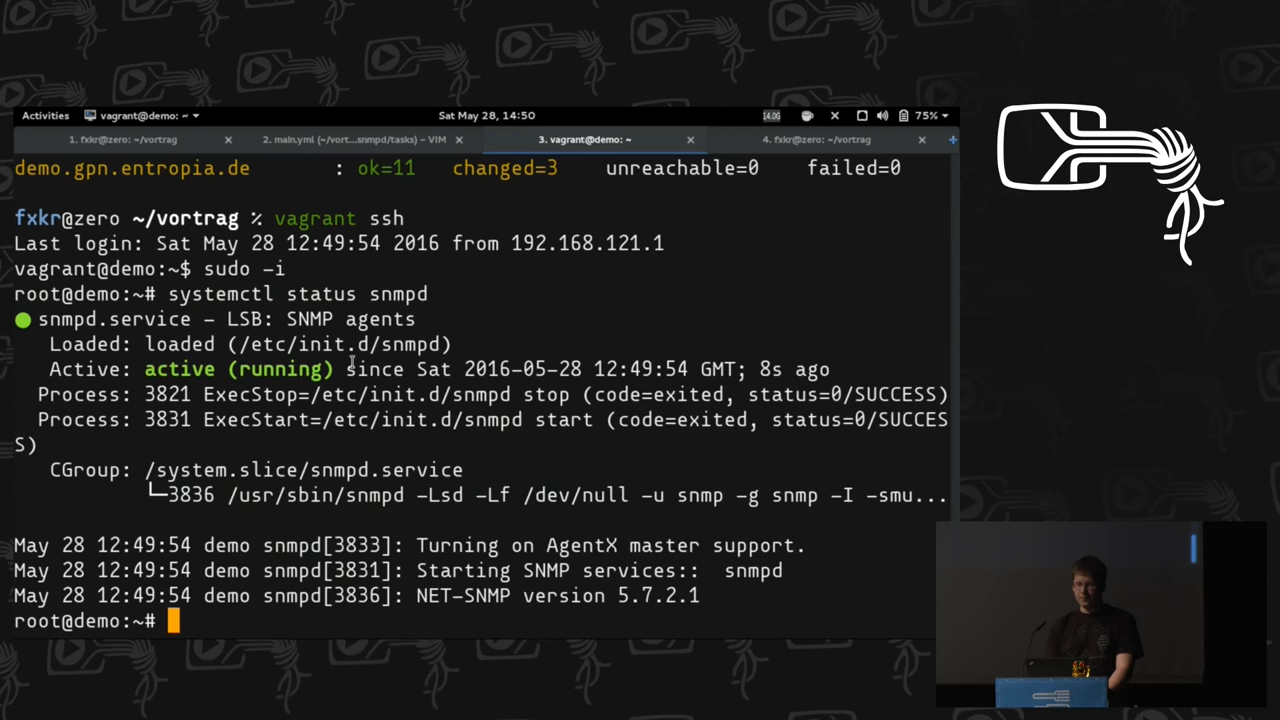 Activities vagrant@demo: ~ Sat May 28, 14:50 14.0G 75%
1. fxkr@zero: ~/vortrag 2. main.yml (~/vort...snmpd/tasks) – VIM 3. vagrant@demo: ~ 4. fxkr@zero: ~/vortrag
demo.gpn.entropia.de : ok=11 changed=3 unreachable=0 failed=0
fxkr@zero ~/vortrag % vagrant ssh
Last login: Sat May 28 12:49:54 2016 from 192.168.121.1
vagrant@demo:~$ sudo -i
root@demo:~# systemctl status snmpd
● snmpd.service - LSB: SNMP agents
Loaded: loaded (/etc/init.d/snmpd)
Active: active (running) since Sat 2016-05-28 12:49:54 GMT; 8s ago
Process: 3821 ExecStop=/etc/init.d/snmpd stop (code=exited, status=0/SUCCESS)
Process: 3831 ExecStart=/etc/init.d/snmpd start (code=exited, status=0/SUCCES
S)
CGroup: /system.slice/snmpd.service
└─3836 /usr/sbin/snmpd -Lsd -Lf /dev/null -u snmp -g snmp -I -smu...
May 28 12:49:54 demo snmpd[3833]: Turning on AgentX master support.
May 28 12:49:54 demo snmpd[3831]: Starting SNMP services:: snmpd
May 28 12:49:54 demo snmpd[3836]: NET-SNMP version 5.7.2.1
root@demo:~#